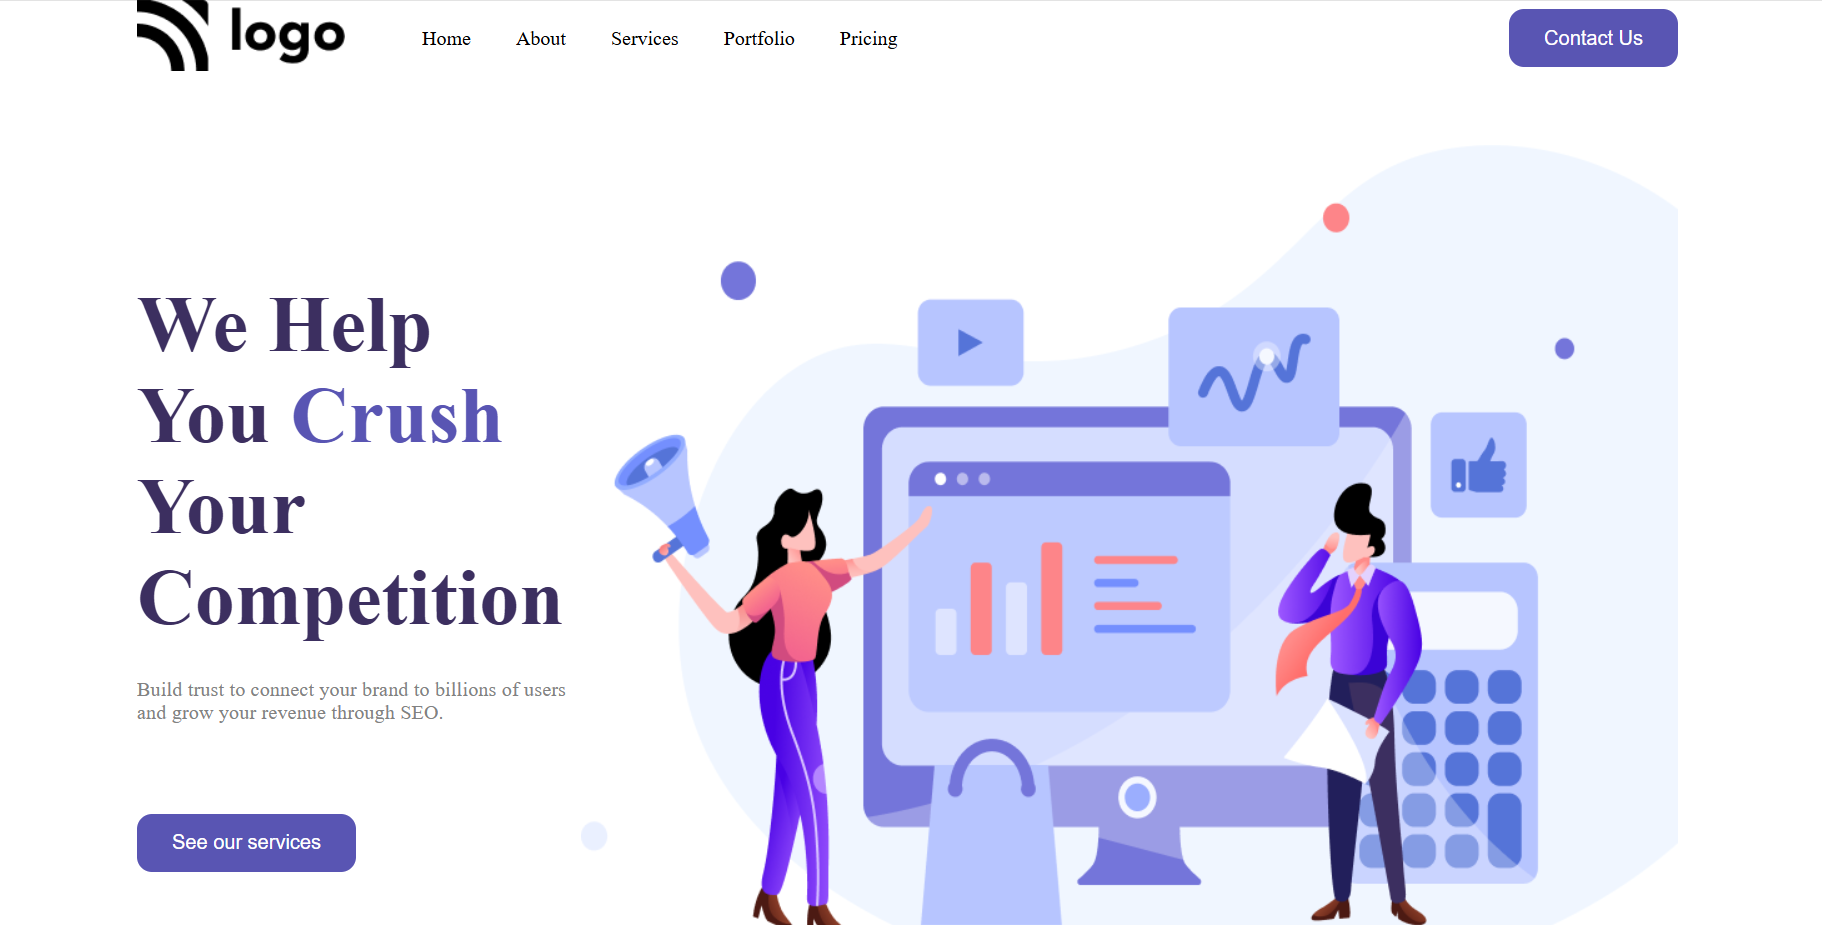 logo
Home About Services Portfolio Pricing
Contact Us
We Help
You Crush
Your
Competition
Build trust to connect your brand to billions of users
and grow your revenue through SEO.
See our services